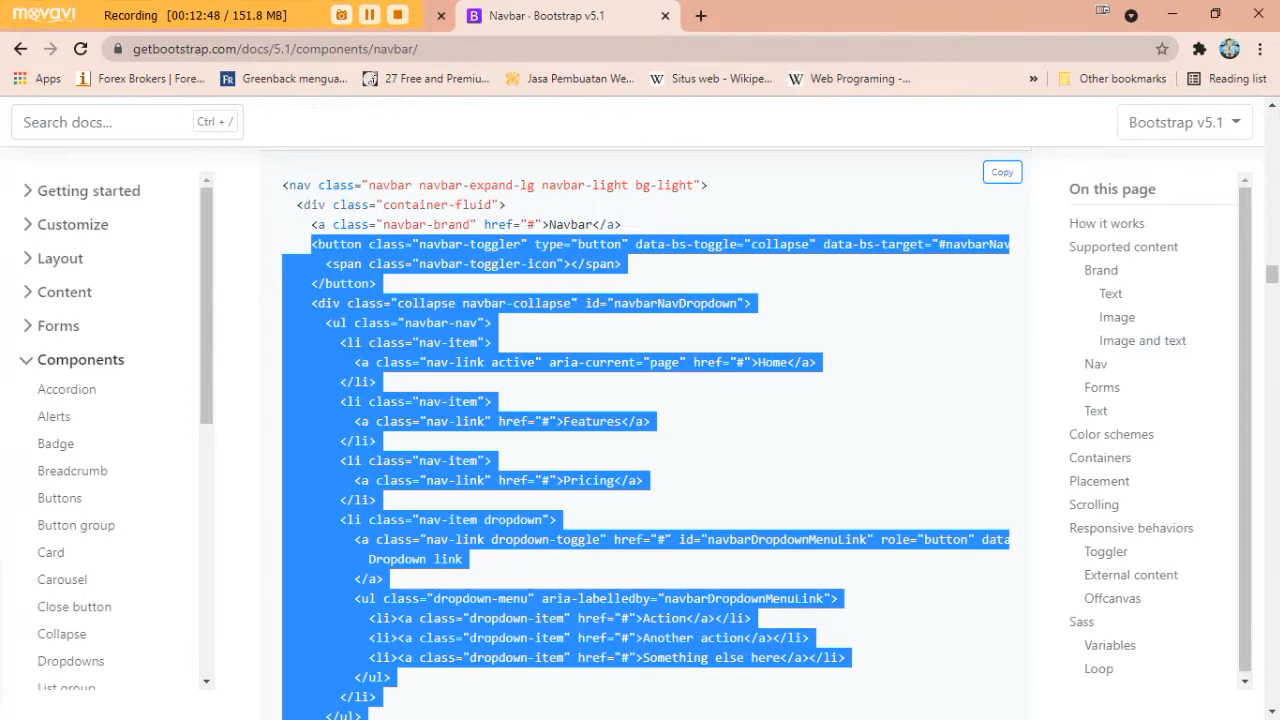 movavi
Recording [00:12:48 / 151.8 MB]
Navbar · Bootstrap v5.1
getbootstrap.com/docs/5.1/components/navbar/
Apps
Forex Brokers | Fore...
Greenback mengua...
27 Free and Premiu...
Jasa Pembuatan We...
Situs web - Wikipe...
Web Programing -...
Other bookmarks
Reading list
Search docs...
Ctrl + /
Bootstrap v5.1
Getting started
Customize
Layout
Content
Forms
Components
Accordion
Alerts
Badge
Breadcrumb
Buttons
Button group
Card
Carousel
Close button
Collapse
Dropdowns
List group
Copy
<nav class="navbar navbar-expand-lg navbar-light bg-light">
<div class="container-fluid">
<a class="navbar-brand" href="#">Navbar</a>
<button class="navbar-toggler" type="button" data-bs-toggle="collapse" data-bs-target="#navbarNav
<span class="navbar-toggler-icon"></span>
</button>
<div class="collapse navbar-collapse" id="navbarNavDropdown">
<ul class="navbar-nav">
<li class="nav-item">
<a class="nav-link active" aria-current="page" href="#">Home</a>
</li>
<li class="nav-item">
<a class="nav-link" href="#">Features</a>
</li>
<li class="nav-item">
<a class="nav-link" href="#">Pricing</a>
</li>
<li class="nav-item dropdown">
<a class="nav-link dropdown-toggle" href="#" id="navbarDropdownMenuLink" role="button" data
Dropdown link
</a>
<ul class="dropdown-menu" aria-labelledby="navbarDropdownMenuLink">
<li><a class="dropdown-item" href="#">Action</a></li>
<li><a class="dropdown-item" href="#">Another action</a></li>
<li><a class="dropdown-item" href="#">Something else here</a></li>
</ul>
</li>
</ul>
On this page
How it works
Supported content
Brand
Text
Image
Image and text
Nav
Forms
Text
Color schemes
Containers
Placement
Scrolling
Responsive behaviors
Toggler
External content
Offcanvas
Sass
Variables
Loop